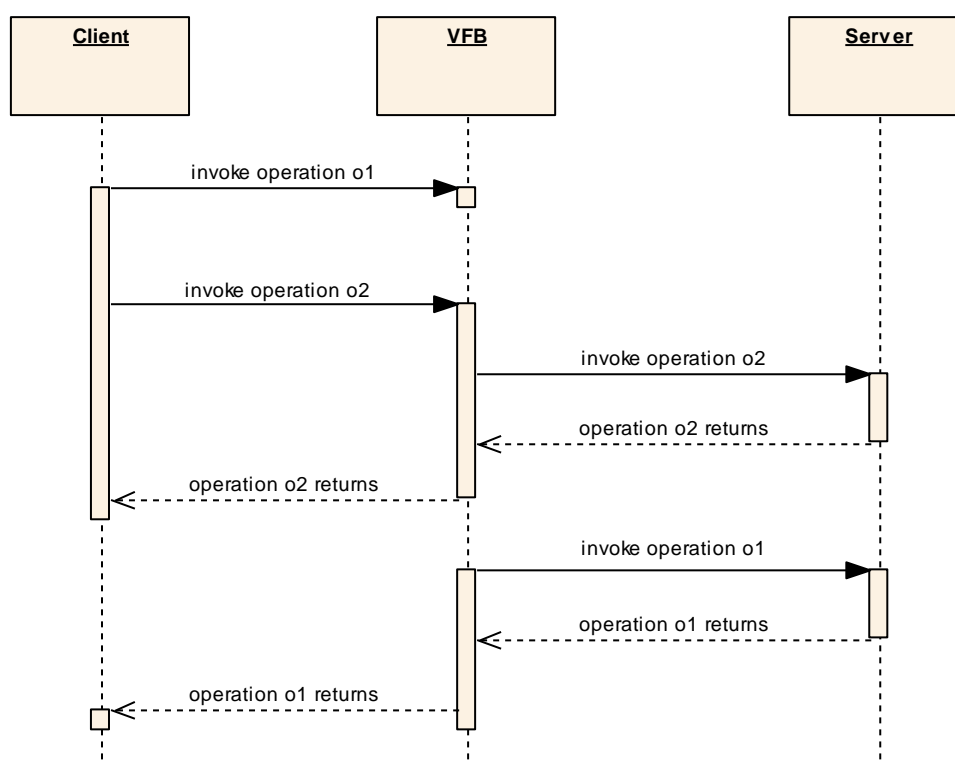 Client
VFB
Server
invoke operation o1
invoke operation o2
invoke operation o2
operation o2 returns
operation o2 returns
invoke operation o1
operation o1 returns
operation o1 returns